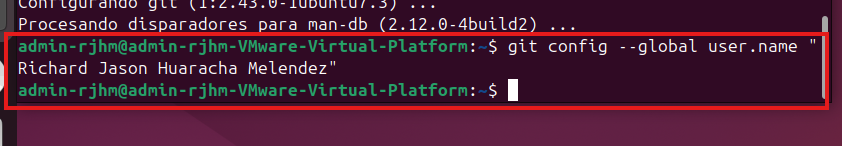 Configurando git (1:2.43.0-1ubuntu7.3) ...
Procesando disparadores para man-db (2.12.0-4build2) ...
admin-rjhm@admin-rjhm-VMware-Virtual-Platform:~$ git config --global user.name "
Richard Jason Huaracha Melendez"
admin-rjhm@admin-rjhm-VMware-Virtual-Platform:~$